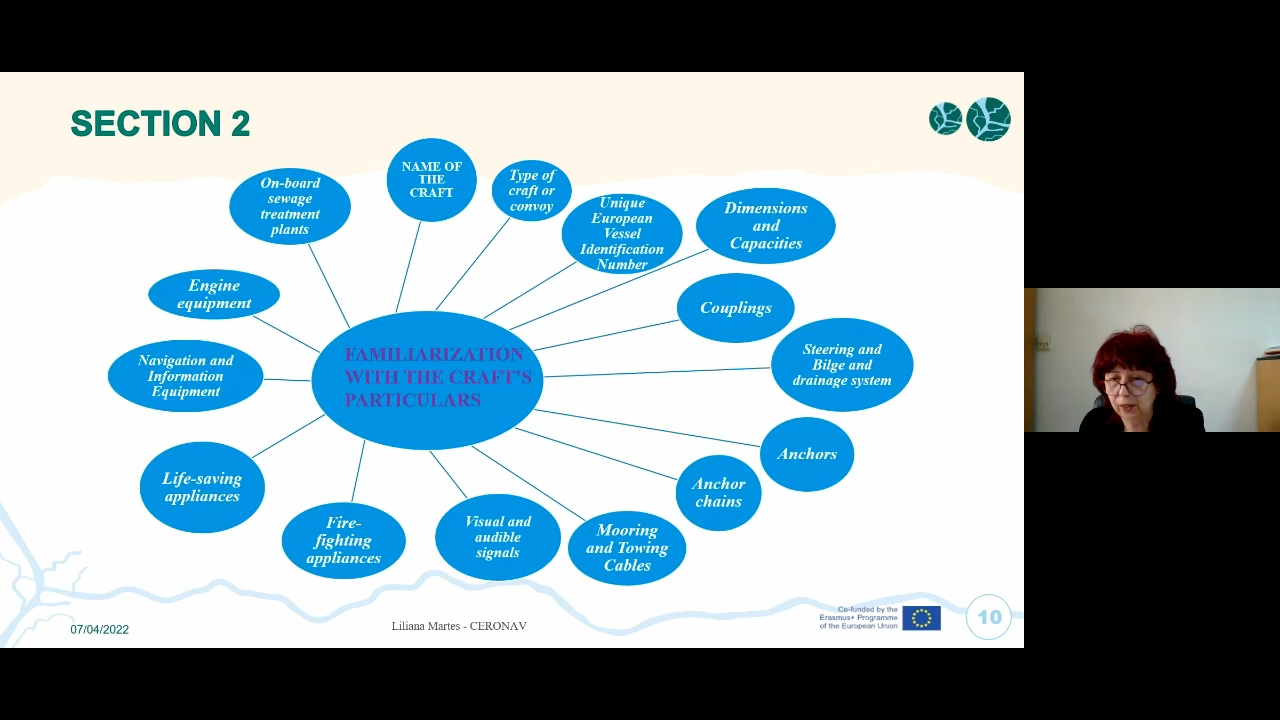 SECTION 2
NAME OF
THE
CRAFT
Type of
craft or
convoy
Unique
European
Vessel
Identification
Number
Dimensions
and
Capacities
Couplings
Steering and
Bilge and
drainage system
Anchors
Anchor
chains
Mooring
and Towing
Cables
Visual and
audible
signals
Fire-
fighting
appliances
Life-saving
appliances
Navigation and
Information
Equipment
Engine
equipment
On-board
sewage
treatment
plants
FAMILIARIZATION
WITH THE CRAFT’S
PARTICULARS
07/04/2022
Liliana Martes - CERONAV
Co-funded by the
Erasmus+ Programme
of the European Union
10